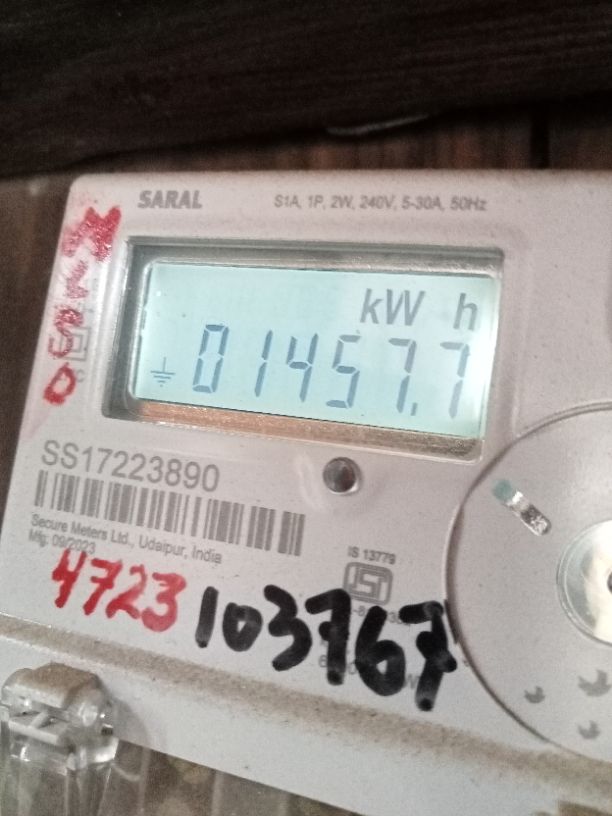 SARAL S1A, 1P, 2W, 240V, 5-30A, 50Hz
kW h
01457.7
SS17223890
Secure Meters Ltd., Udaipur, India
Mfg. 09/2023
IS 13779
ISI
4723 103767